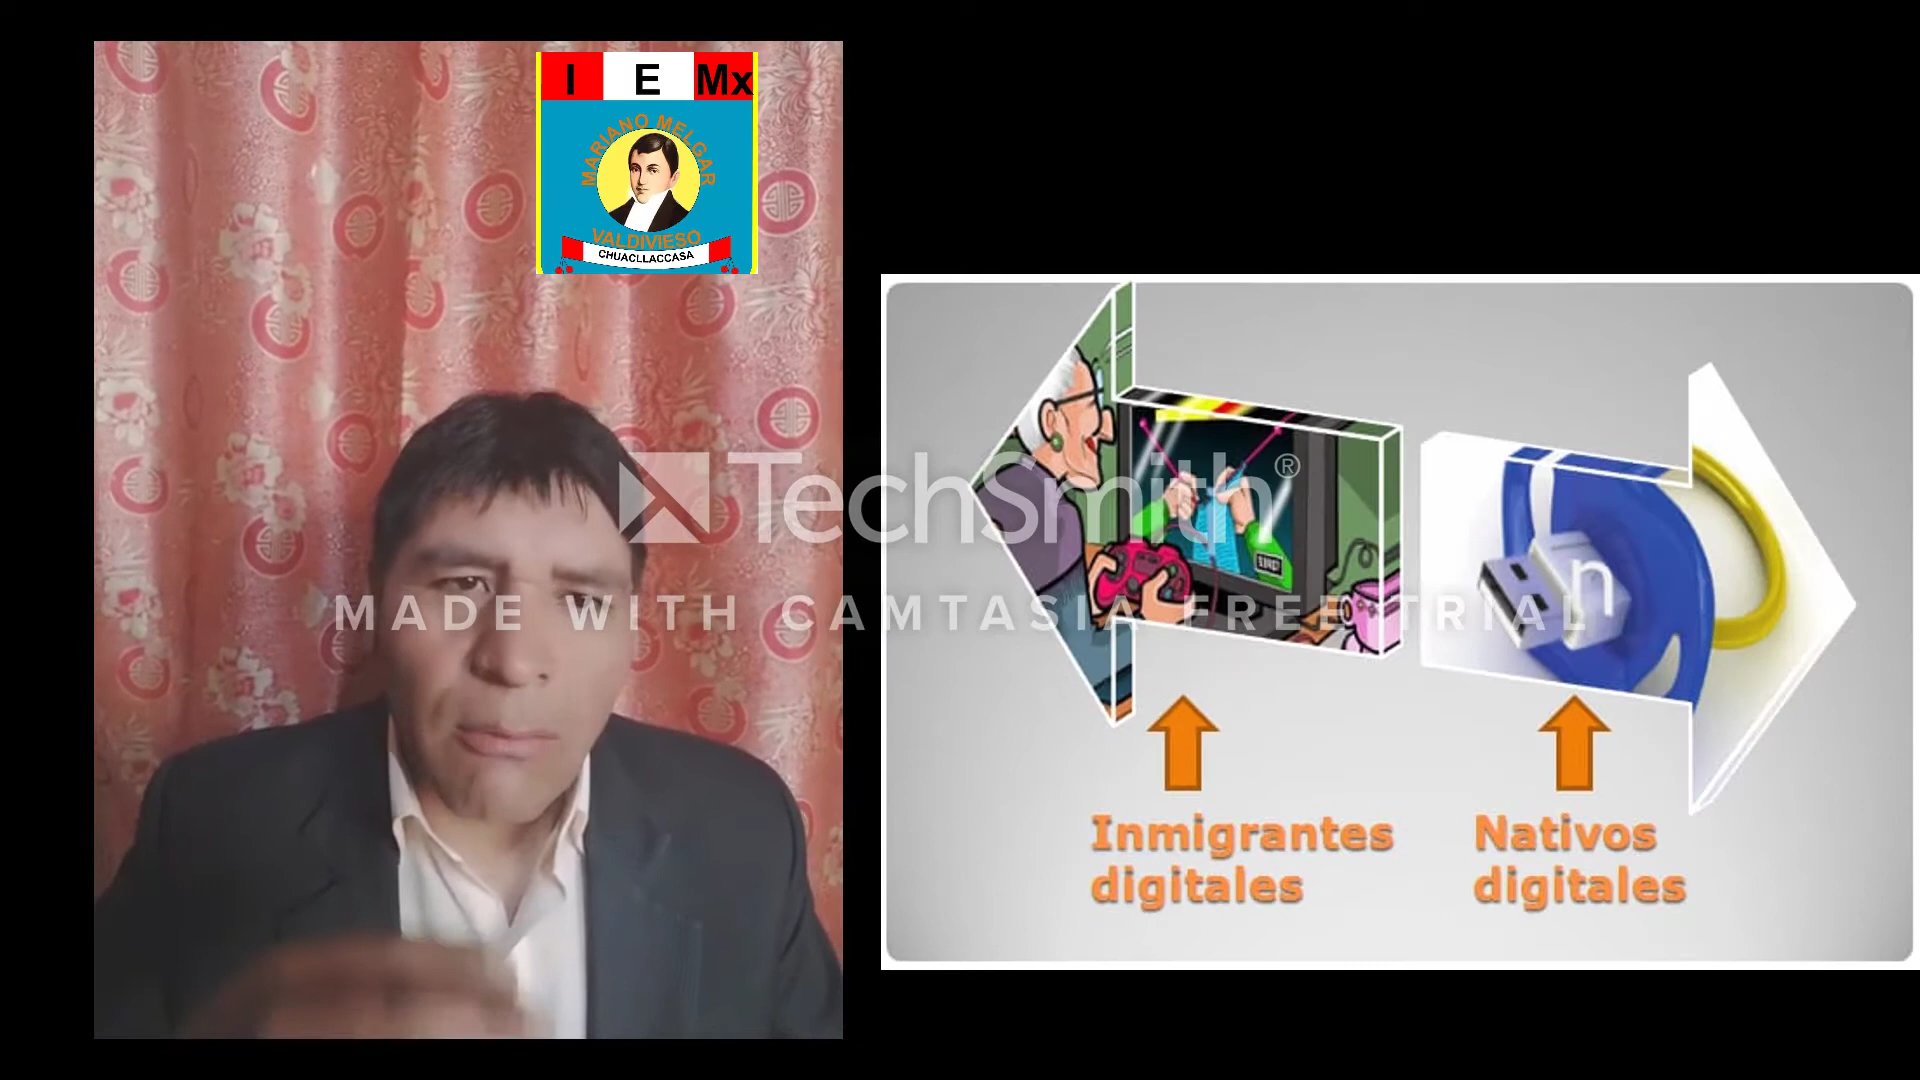 I E Mx
MARIANO MELGAR
VALDIVIESO
CHUACLLACCASA
TechSmith®
MADE WITH CAMTASIA FREE TRIAL
n
Inmigrantes
digitales
Nativos
digitales